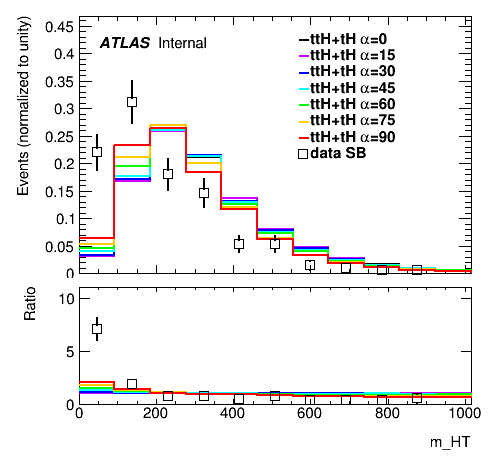 Events (normalized to unity)
0.45
0.4
0.35
0.3
0.25
0.2
0.15
0.1
0.05
0
ATLAS Internal
ttH+tH α=0
ttH+tH α=15
ttH+tH α=30
ttH+tH α=45
ttH+tH α=60
ttH+tH α=75
ttH+tH α=90
data SB
Ratio
10
5
0
0 200 400 600 800 1000
m_HT